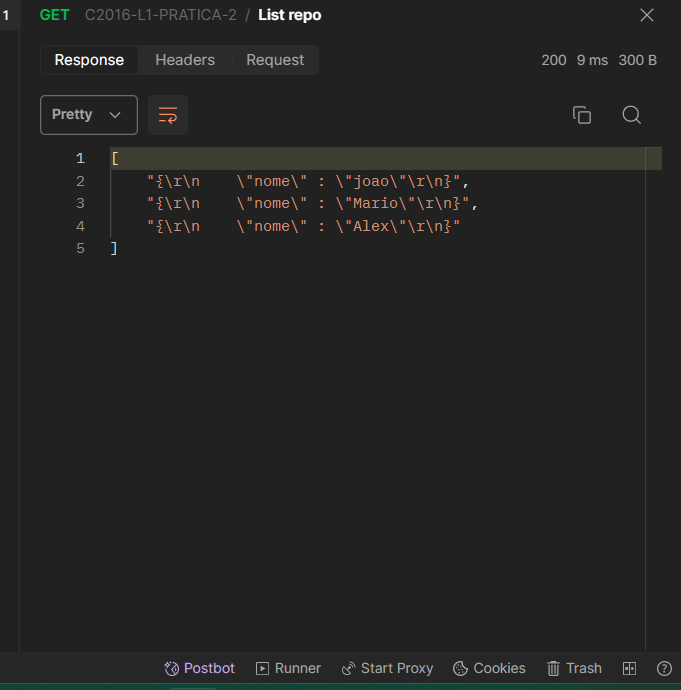 1 GET C2016-L1-PRATICA-2 / List repo
Response Headers Request 200 9 ms 300 B
Pretty
1 [
2 "{\r\n    \"nome\" : \"joao\"\r\n}",
3 "{\r\n    \"nome\" : \"Mario\"\r\n}",
4 "{\r\n    \"nome\" : \"Alex\"\r\n}"
5 ]
Postbot Runner Start Proxy Cookies Trash